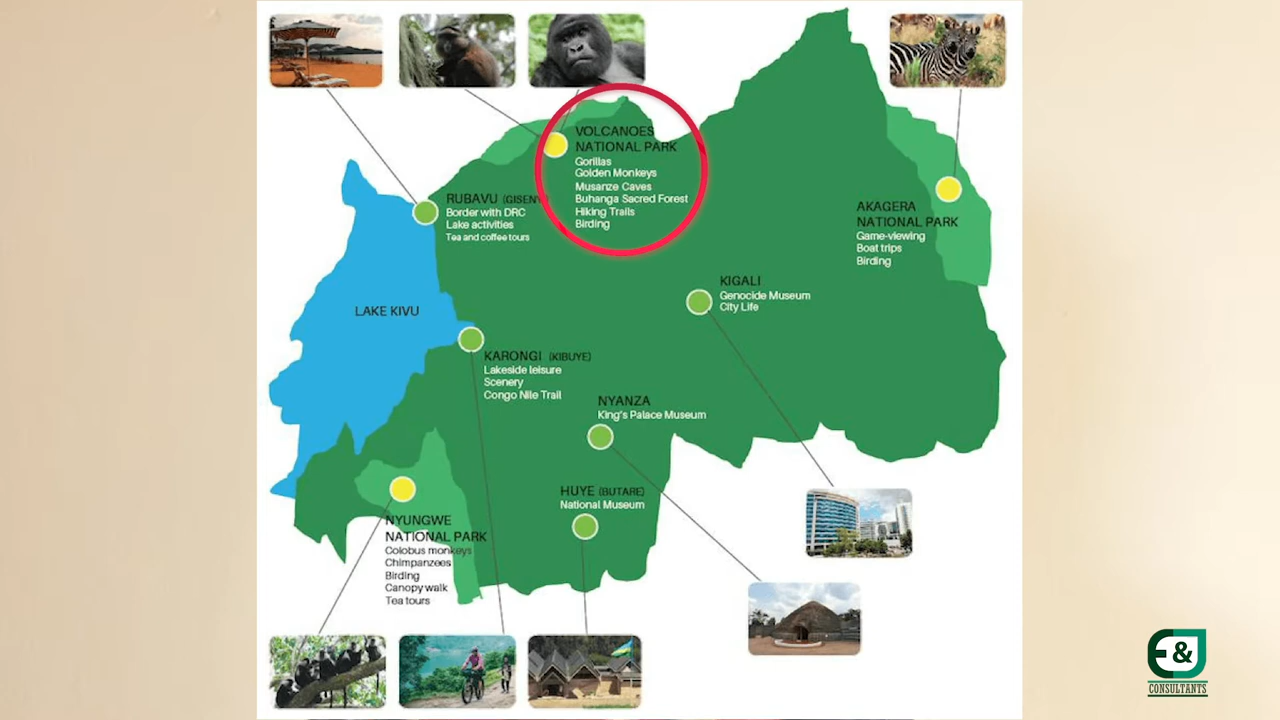 VOLCANOES
NATIONAL PARK
Gorillas
Golden Monkeys
Musanze Caves
Buhanga Sacred Forest
Hiking Trails
Birding
RUBAVU (GISENY
Border with DRC
Lake activities
Tea and coffee tours
AKAGERA
NATIONAL PARK
Game-viewing
Boat trips
Birding
KIGALI
Genocide Museum
City Life
LAKE KIVU
KARONGI (KIBUYE)
Lakeside leisure
Scenery
Congo Nile Trail
NYANZA
King's Palace Museum
HUYE (BUTARE)
National Museum
NYUNGWE
NATIONAL PARK
Colobus monkeys
Chimpanzees
Birding
Canopy walk
Tea tours
E&
CONSULTANTS